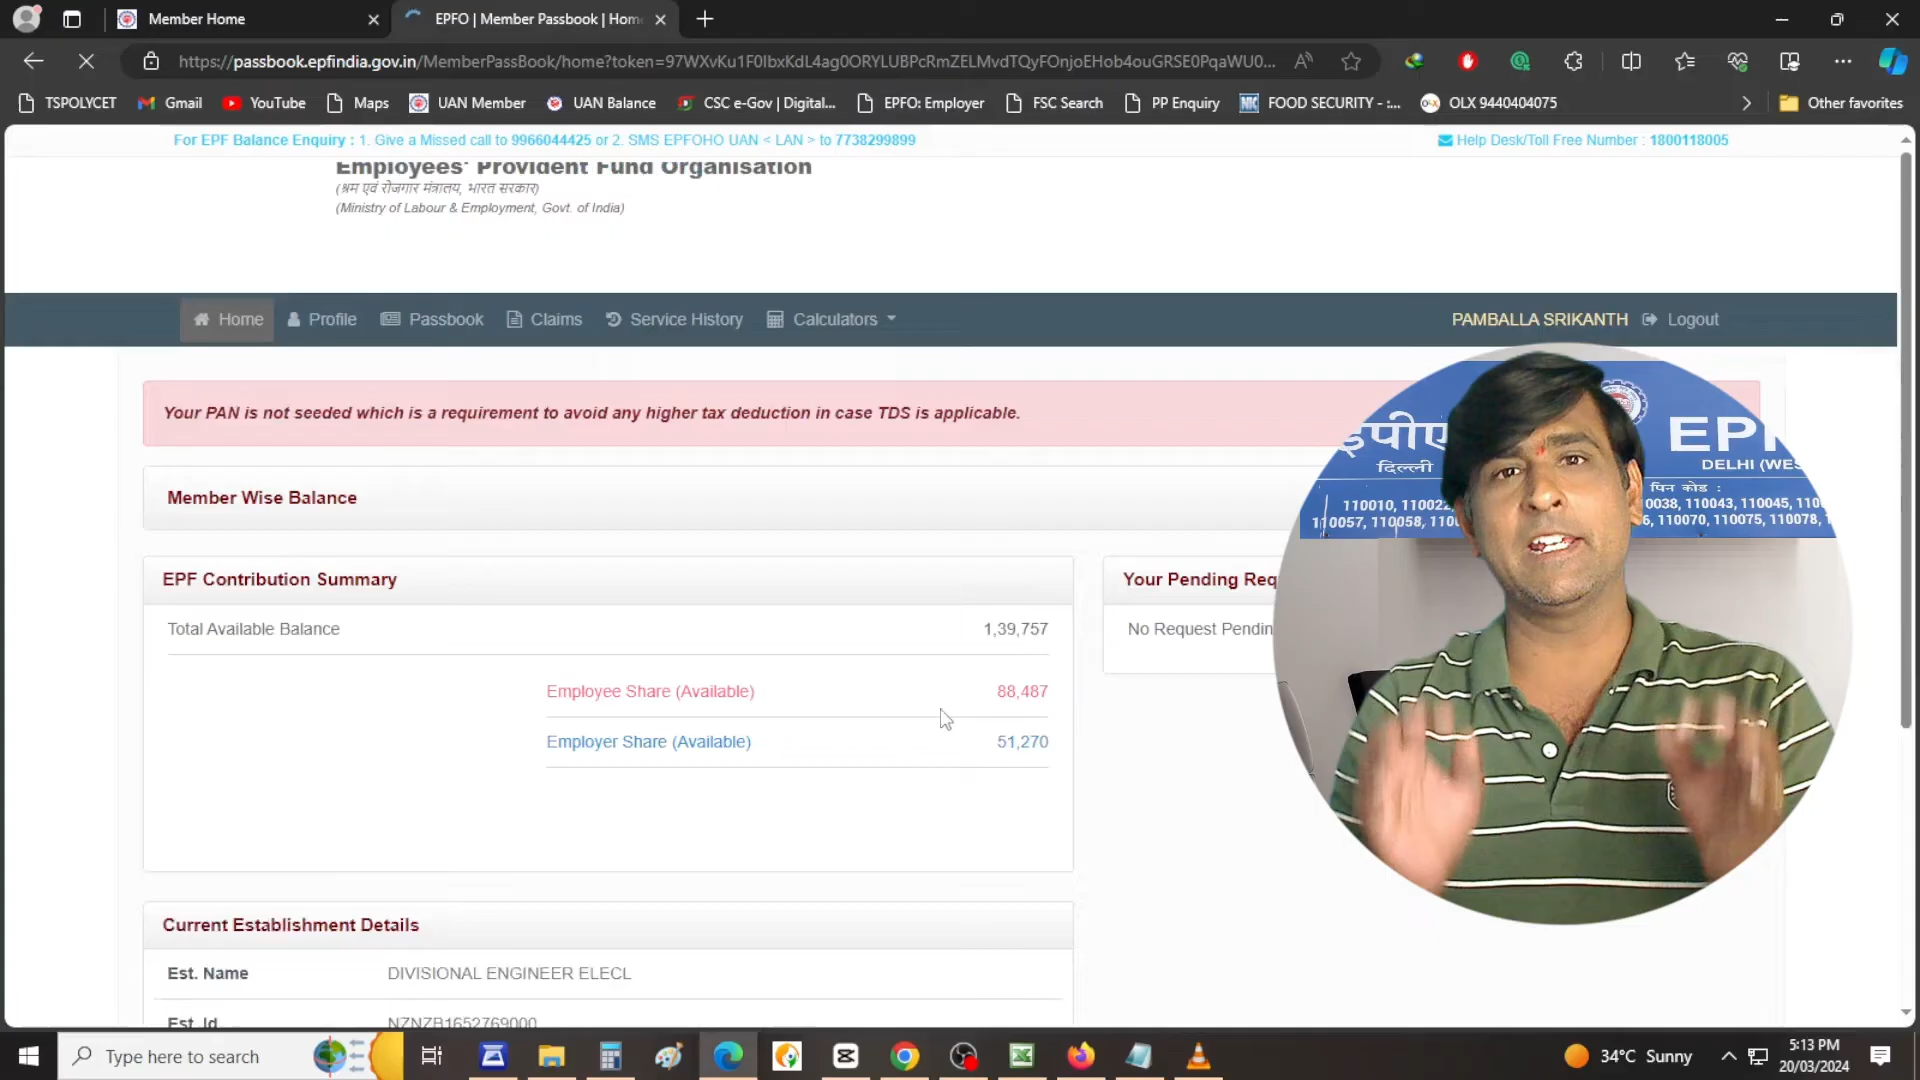 Member Home
EPFO | Member Passbook | Hom
https://passbook.epfindia.gov.in/MemberPassBook/home?token=97WXvKu1F0IbxKdL4ag0ORYLUBPcRmZELMvdTQyFOnjoEHob4ouGRSE0PqaWU0...
TSPOLYCET
Gmail
YouTube
Maps
UAN Member
UAN Balance
CSC e-Gov | Digital...
EPFO: Employer
FSC Search
PP Enquiry
FOOD SECURITY - :...
OLX 9440404075
Other favorites
For EPF Balance Enquiry : 1. Give a Missed call to 9966044425 or 2. SMS EPFOHO UAN < LAN > to 7738299899
Help Desk/Toll Free Number : 1800118005
Employees' Provident Fund Organisation
(श्रम एवं रोजगार मंत्रालय, भारत सरकार)
(Ministry of Labour & Employment, Govt. of India)
Home
Profile
Passbook
Claims
Service History
Calculators
PAMBALLA SRIKANTH
Logout
Your PAN is not seeded which is a requirement to avoid any higher tax deduction in case TDS is applicable.
Member Wise Balance
EPF Contribution Summary
Total Available Balance 1,39,757
Employee Share (Available) 88,487
Employer Share (Available) 51,270
Your Pending Req
No Request Pendin
Current Establishment Details
Est. Name DIVISIONAL ENGINEER ELECL
Est. Id NZNZB1652769000
इपीए
EPF
दिल्ली
DELHI (WES
पिन कोड :
110010, 11002
0038, 110043, 110045, 110
110057, 110058, 110
6, 110070, 110075, 110078,
Type here to search
34°C Sunny
5:13 PM
20/03/2024